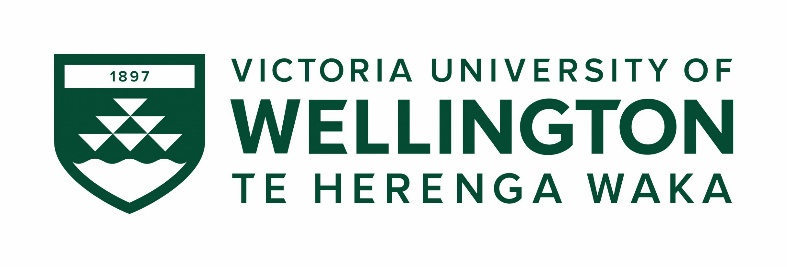 1897
VICTORIA UNIVERSITY OF
WELLINGTON
TE HERENGA WAKA